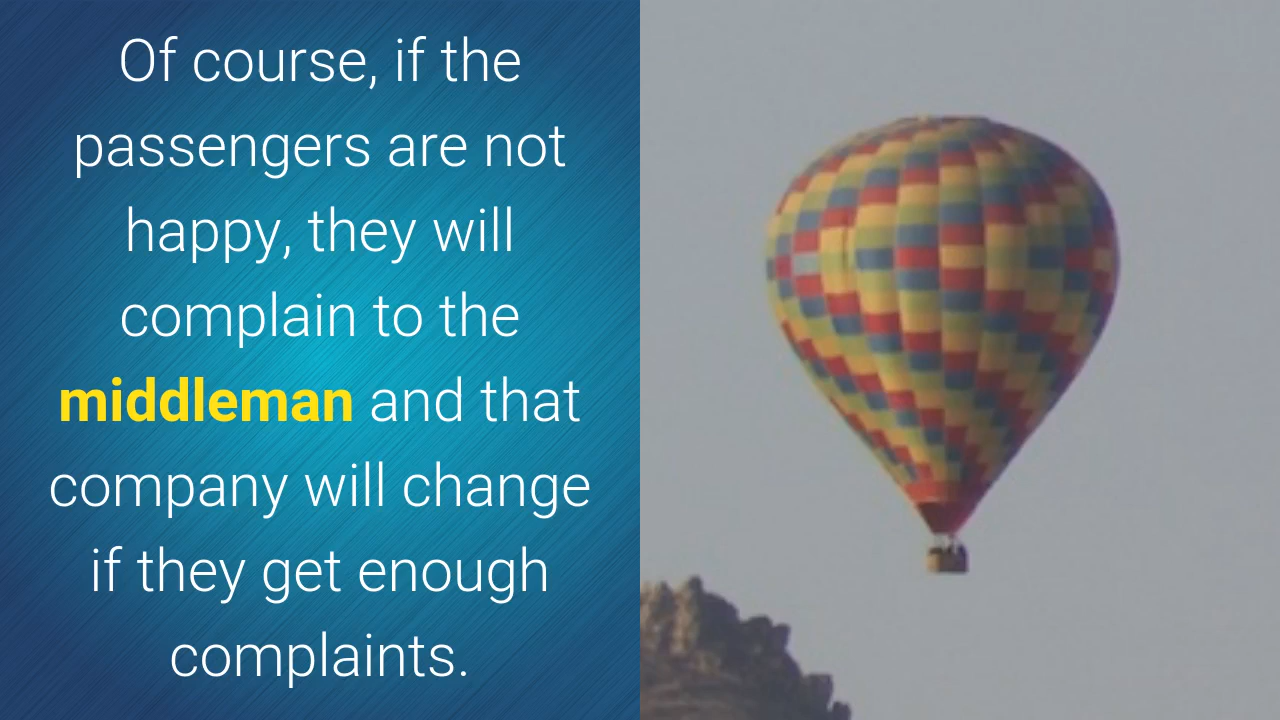 Of course, if the
passengers are not
happy, they will
complain to the
middleman and that
company will change
if they get enough
complaints.